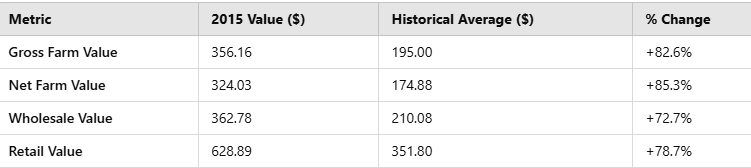 Metric 2015 Value ($) Historical Average ($) % Change
Gross Farm Value 356.16 195.00 +82.6%
Net Farm Value 324.03 174.88 +85.3%
Wholesale Value 362.78 210.08 +72.7%
Retail Value 628.89 351.80 +78.7%